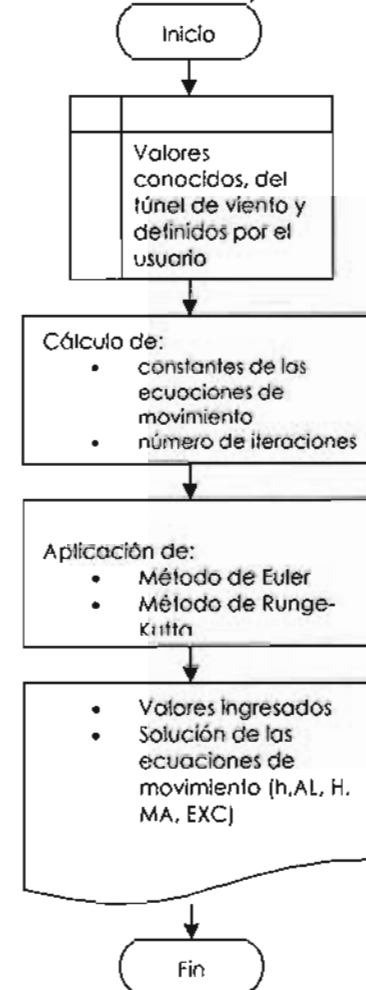 Inicio
Valores
conocidos, del
túnel de viento y
definidos por el
usuario
Cálculo de:
• constantes de las
ecuaciones de
movimiento
• número de iteraciones
Aplicación de:
• Método de Euler
• Método de Runge-
Kutta
• Valores ingresados
• Solución de las
ecuaciones de
movimiento (h,AL, H.
MA, EXC)
Fin